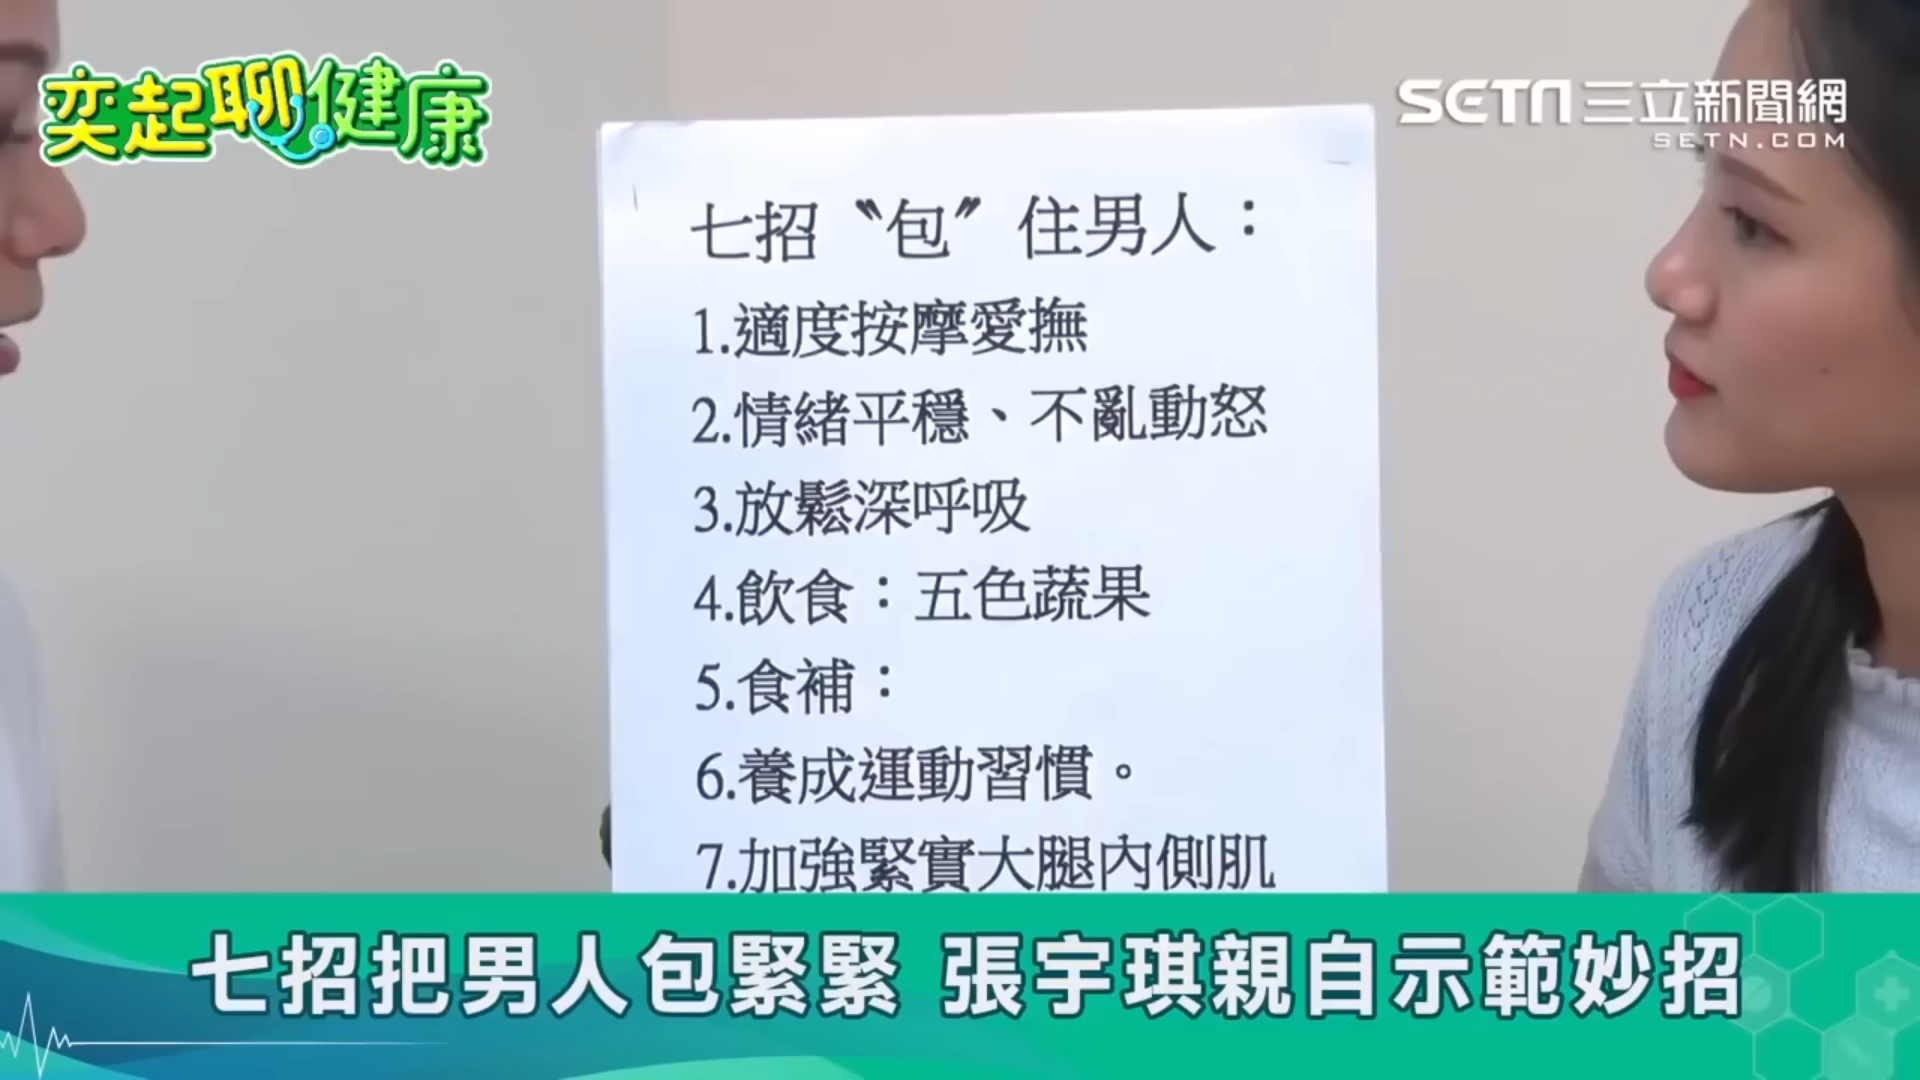 奕起聊健康
SETN三立新聞網
SETN.COM
七招〝包〞住男人：
1.適度按摩愛撫
2.情緒平穩、不亂動怒
3.放鬆深呼吸
4.飲食：五色蔬果
5.食補：
6.養成運動習慣。
7.加強緊實大腿內側肌
七招把男人包緊緊 張宇琪親自示範妙招